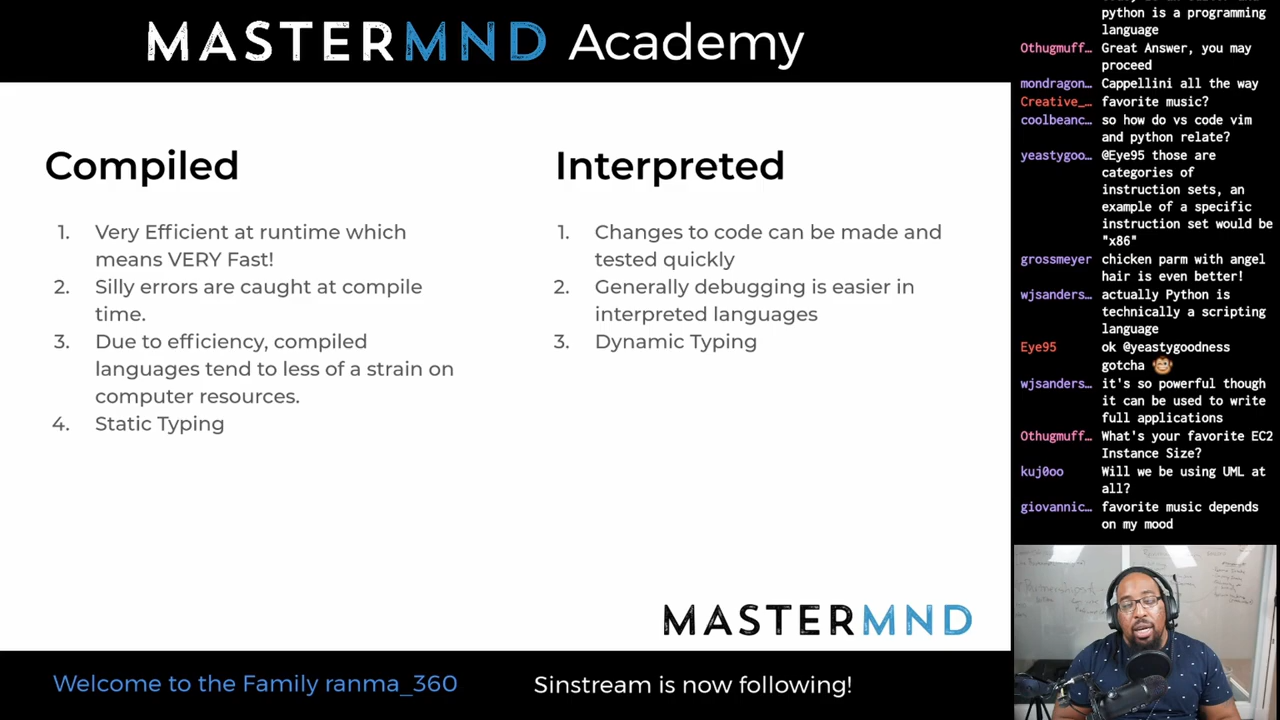 MASTERMND Academy
Compiled
1. Very Efficient at runtime which
means VERY Fast!
2. Silly errors are caught at compile
time.
3. Due to efficiency, compiled
languages tend to less of a strain on
computer resources.
4. Static Typing
Interpreted
1. Changes to code can be made and
tested quickly
2. Generally debugging is easier in
interpreted languages
3. Dynamic Typing
MASTERMND
Welcome to the Family ranma_360
Sinstream is now following!
python is a programming
language
Othugmuff… Great Answer, you may
proceed
mondragon… Cappellini all the way
Creative_… favorite music?
coolbeanc… so how do vs code vim
and python relate?
yeastygoo… @Eye95 those are
categories of
instruction sets, an
example of a specific
instruction set would be
"x86"
grossmeyer chicken parm with angel
hair is even better!
wjsanders… actually Python is
technically a scripting
language
Eye95 ok @yeastygoodness
gotcha
wjsanders… it's so powerful though
it can be used to write
full applications
Othugmuff… What's your favorite EC2
Instance Size?
kuj0oo Will we be using UML at
all?
giovannic… favorite music depends
on my mood